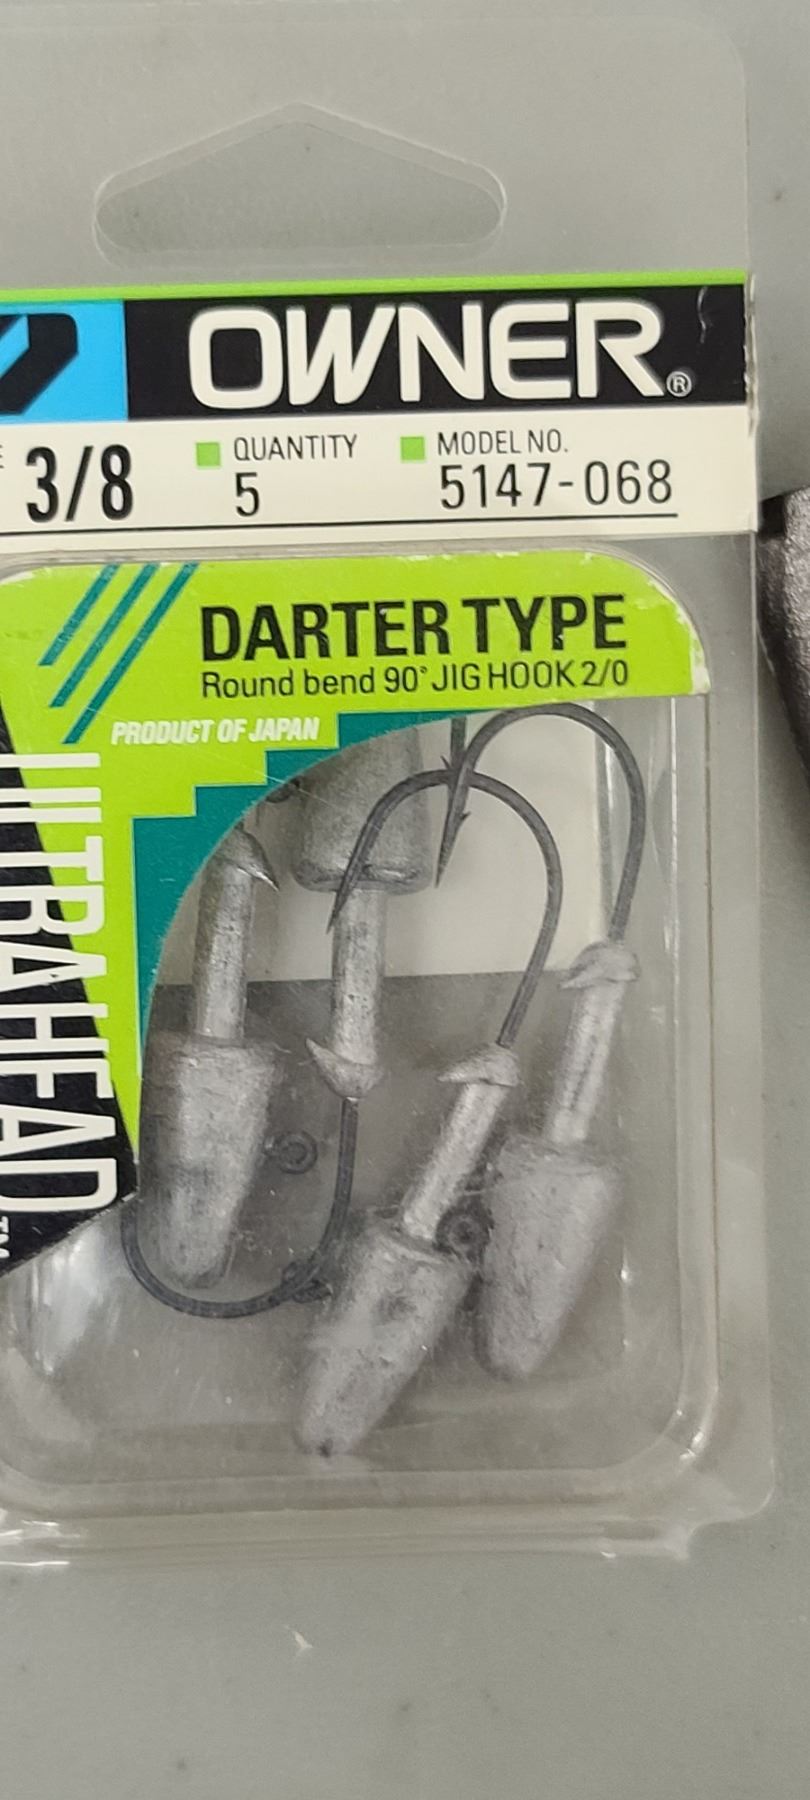 OWNER®
3/8
QUANTITY
5
MODEL NO.
5147-068
DARTER TYPE
Round bend 90° JIG HOOK 2/0
PRODUCT OF JAPAN
ULTRAHEAD™